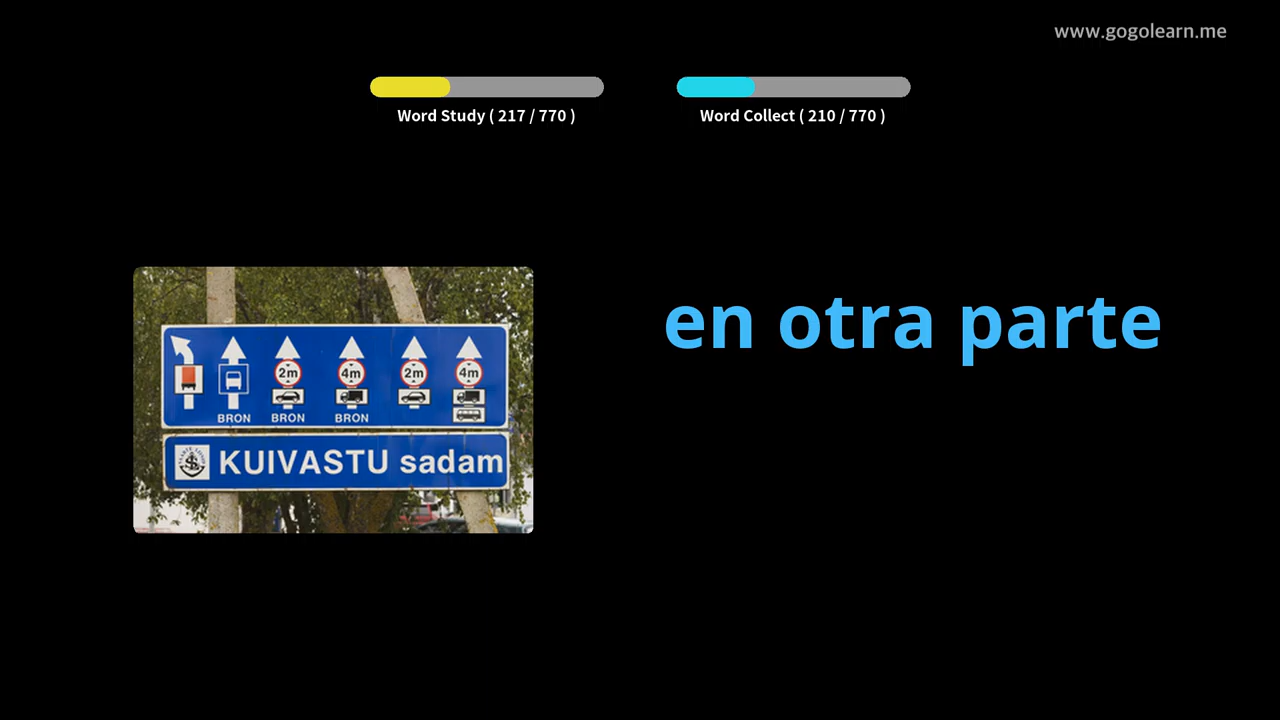 www.gogolearn.me
Word Study ( 217 / 770 )
Word Collect ( 210 / 770 )
en otra parte
2m 4m 2m 4m
BRON BRON BRON
KUIVASTU sadam